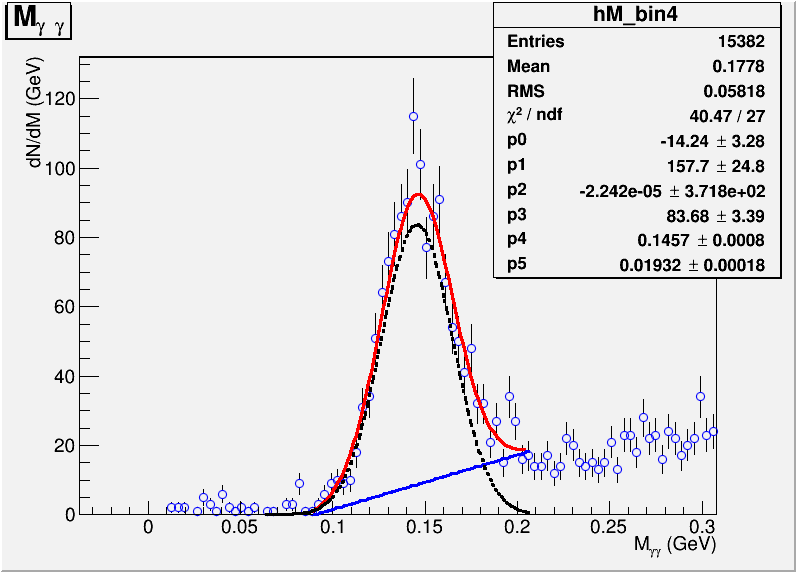 M γ γ
hM_bin4
Entries 15382
Mean 0.1778
RMS 0.05818
χ² / ndf 40.47 / 27
p0 -14.24 ± 3.28
p1 157.7 ± 24.8
p2 -2.242e-05 ± 3.718e+02
p3 83.68 ± 3.39
p4 0.1457 ± 0.0008
p5 0.01932 ± 0.00018
dN/dM (GeV)
120
100
80
60
40
20
0
0 0.05 0.1 0.15 0.2 0.25 0.3
M γγ (GeV)